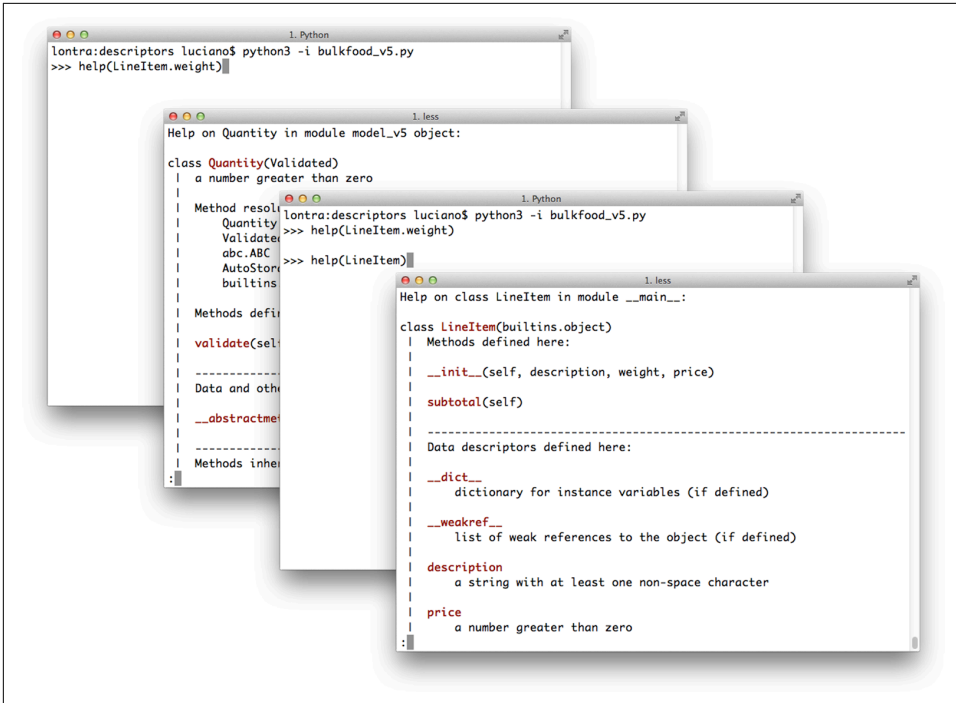 1. Python
lontra:descriptors luciano$ python3 -i bulkfood_v5.py
>>> help(LineItem.weight)
1. less
Help on Quantity in module model_v5 object:
class Quantity(Validated)
|  a number greater than zero
|
|  Method resol
|      Quantity
|      Validated
|      abc.ABC
|      AutoStora
|      builtins
|
|  Methods defin
|
|  validate(self
|
|  ----------
|  Data and othe
|
|  __abstractmet
|
|  ----------
|  Methods inher
:
1. Python
lontra:descriptors luciano$ python3 -i bulkfood_v5.py
>>> help(LineItem.weight)
>>> help(LineItem)
1. less
Help on class LineItem in module __main__:
class LineItem(builtins.object)
|  Methods defined here:
|
|  __init__(self, description, weight, price)
|
|  subtotal(self)
|
|  ----------------------------------------------------------------------
|  Data descriptors defined here:
|
|  __dict__
|      dictionary for instance variables (if defined)
|
|  __weakref__
|      list of weak references to the object (if defined)
|
|  description
|      a string with at least one non-space character
|
|  price
|      a number greater than zero
: